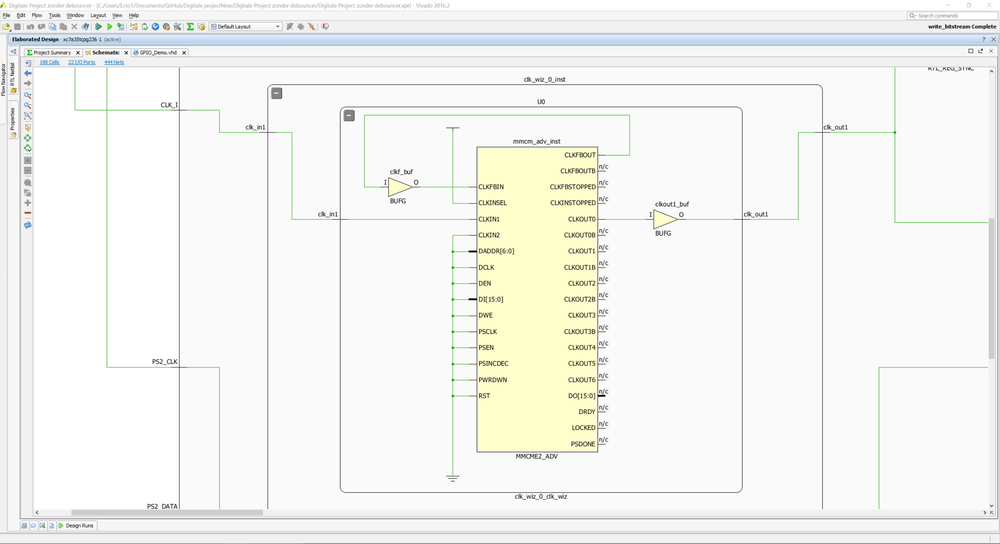 Digitale Project zonder debouncer - [C:/Users/Ecto1/Documents/GitHub/Digitale projectNew/Digitale Project zonder debouncer/Digitale Project zonder debouncer.xpr] - Vivado 2016.2
File Edit Flow Tools Window Layout View Help
Search commands
Default Layout
write_bitstream Complete
Elaborated Design - xc7a35tcpg236-1 (active)
Flow Navigator
RTL Netlist
Properties
Project Summary
Schematic
GPIO_Demo.vhd
198 Cells 22 I/O Ports 444 Nets
RTL_REG_SYNC
clk_wiz_0_inst
U0
CLK_I
clk_in1
clk_out1
mmcm_adv_inst
CLKFBOUT
CLKFBOUTB n/c
clkf_buf
I O
BUFG
CLKFBIN CLKFBSTOPPED n/c
CLKINSEL CLKINSTOPPED n/c
clkout1_buf
I O
BUFG
clk_in1
CLKIN1 CLKOUT0
clk_out1
CLKIN2 CLKOUT0B n/c
DADDR[6:0] CLKOUT1 n/c
DCLK CLKOUT1B n/c
DEN CLKOUT2 n/c
DI[15:0] CLKOUT2B n/c
DWE CLKOUT3 n/c
PSCLK CLKOUT3B n/c
PSEN CLKOUT4 n/c
PS2_CLK
PSINCDEC CLKOUT5 n/c
PWRDWN CLKOUT6 n/c
RST DO[15:0] n/c
DRDY n/c
LOCKED n/c
PSDONE n/c
MMCME2_ADV
clk_wiz_0_clk_wiz
PS2_DATA
Design Runs